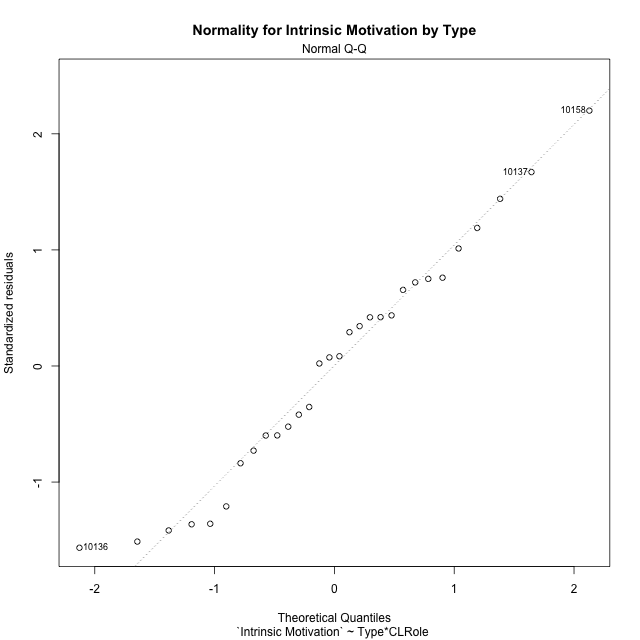 Normality for Intrinsic Motivation by Type
Normal Q-Q
10158
2
10137
1
Standardized residuals
0
-1
10136
-2 -1 0 1 2
Theoretical Quantiles
`Intrinsic Motivation` ~ Type*CLRole